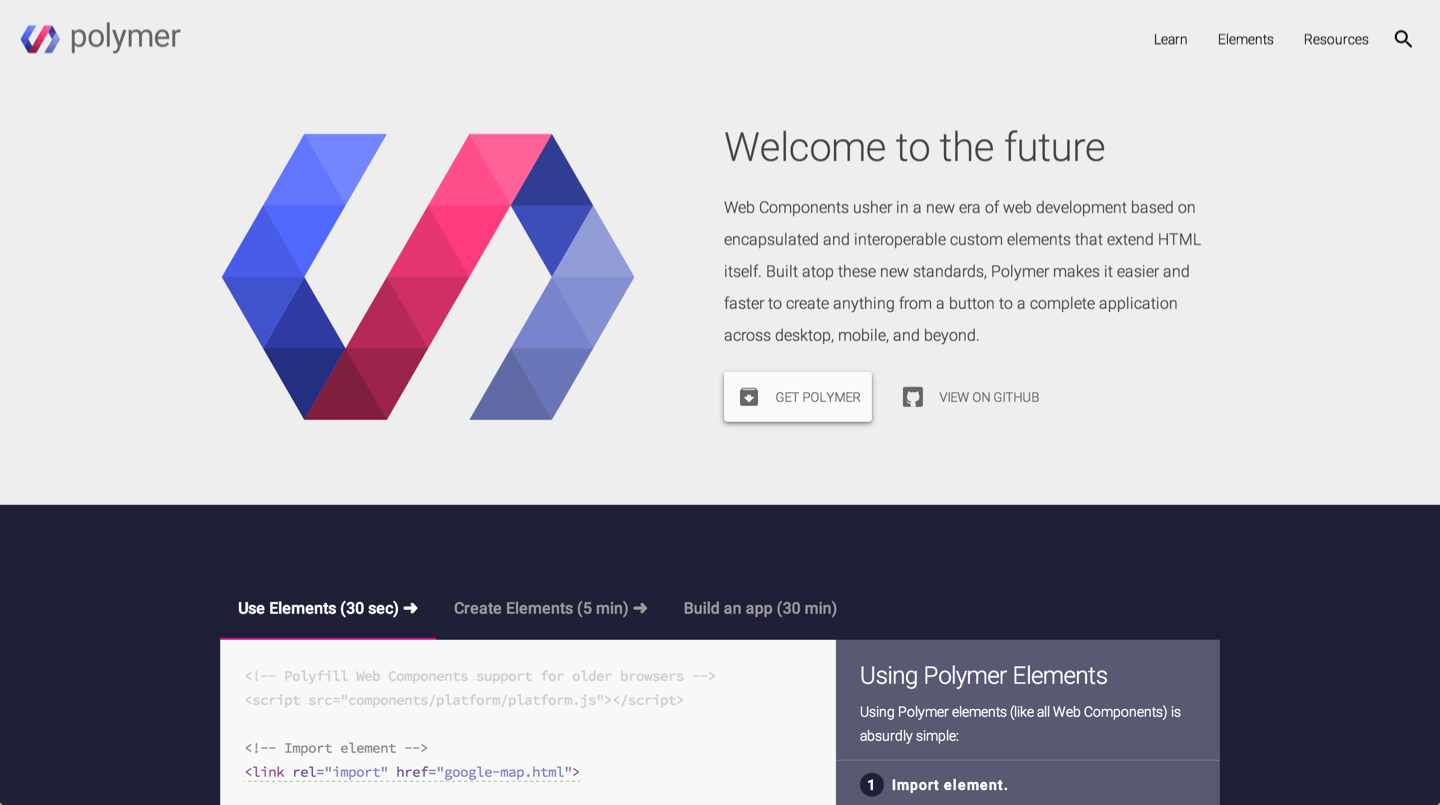 polymer
Learn
Elements
Resources
Welcome to the future
Web Components usher in a new era of web development based on
encapsulated and interoperable custom elements that extend HTML
itself. Built atop these new standards, Polymer makes it easier and
faster to create anything from a button to a complete application
across desktop, mobile, and beyond.
GET POLYMER
VIEW ON GITHUB
Use Elements (30 sec) ➜
Create Elements (5 min) ➜
Build an app (30 min)
<!-- Polyfill Web Components support for older browsers -->
<script src="components/platform/platform.js"></script>
<!-- Import element -->
<link rel="import" href="google-map.html">
Using Polymer Elements
Using Polymer elements (like all Web Components) is
absurdly simple:
1 Import element.